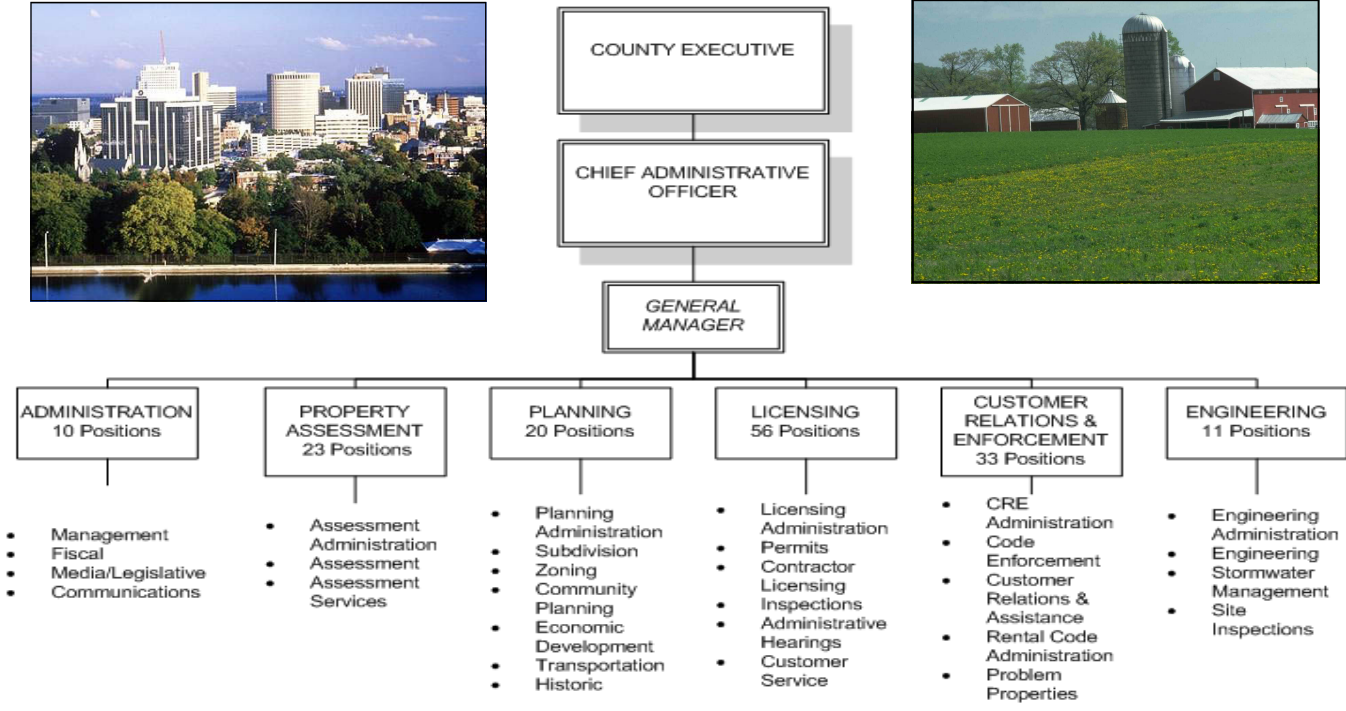 COUNTY EXECUTIVE
CHIEF ADMINISTRATIVE
OFFICER
GENERAL
MANAGER
ADMINISTRATION
10 Positions
• Management
• Fiscal
• Media/Legislative
• Communications
PROPERTY
ASSESSMENT
23 Positions
• Assessment
Administration
• Assessment
• Assessment
Services
PLANNING
20 Positions
• Planning
Administration
• Subdivision
• Zoning
• Community
Planning
• Economic
Development
• Transportation
• Historic
LICENSING
56 Positions
• Licensing
Administration
• Permits
• Contractor
Licensing
• Inspections
• Administrative
Hearings
• Customer
Service
CUSTOMER
RELATIONS &
ENFORCEMENT
33 Positions
• CRE
Administration
• Code
Enforcement
• Customer
Relations &
Assistance
• Rental Code
Administration
• Problem
Properties
ENGINEERING
11 Positions
• Engineering
Administration
• Engineering
• Stormwater
Management
• Site
Inspections